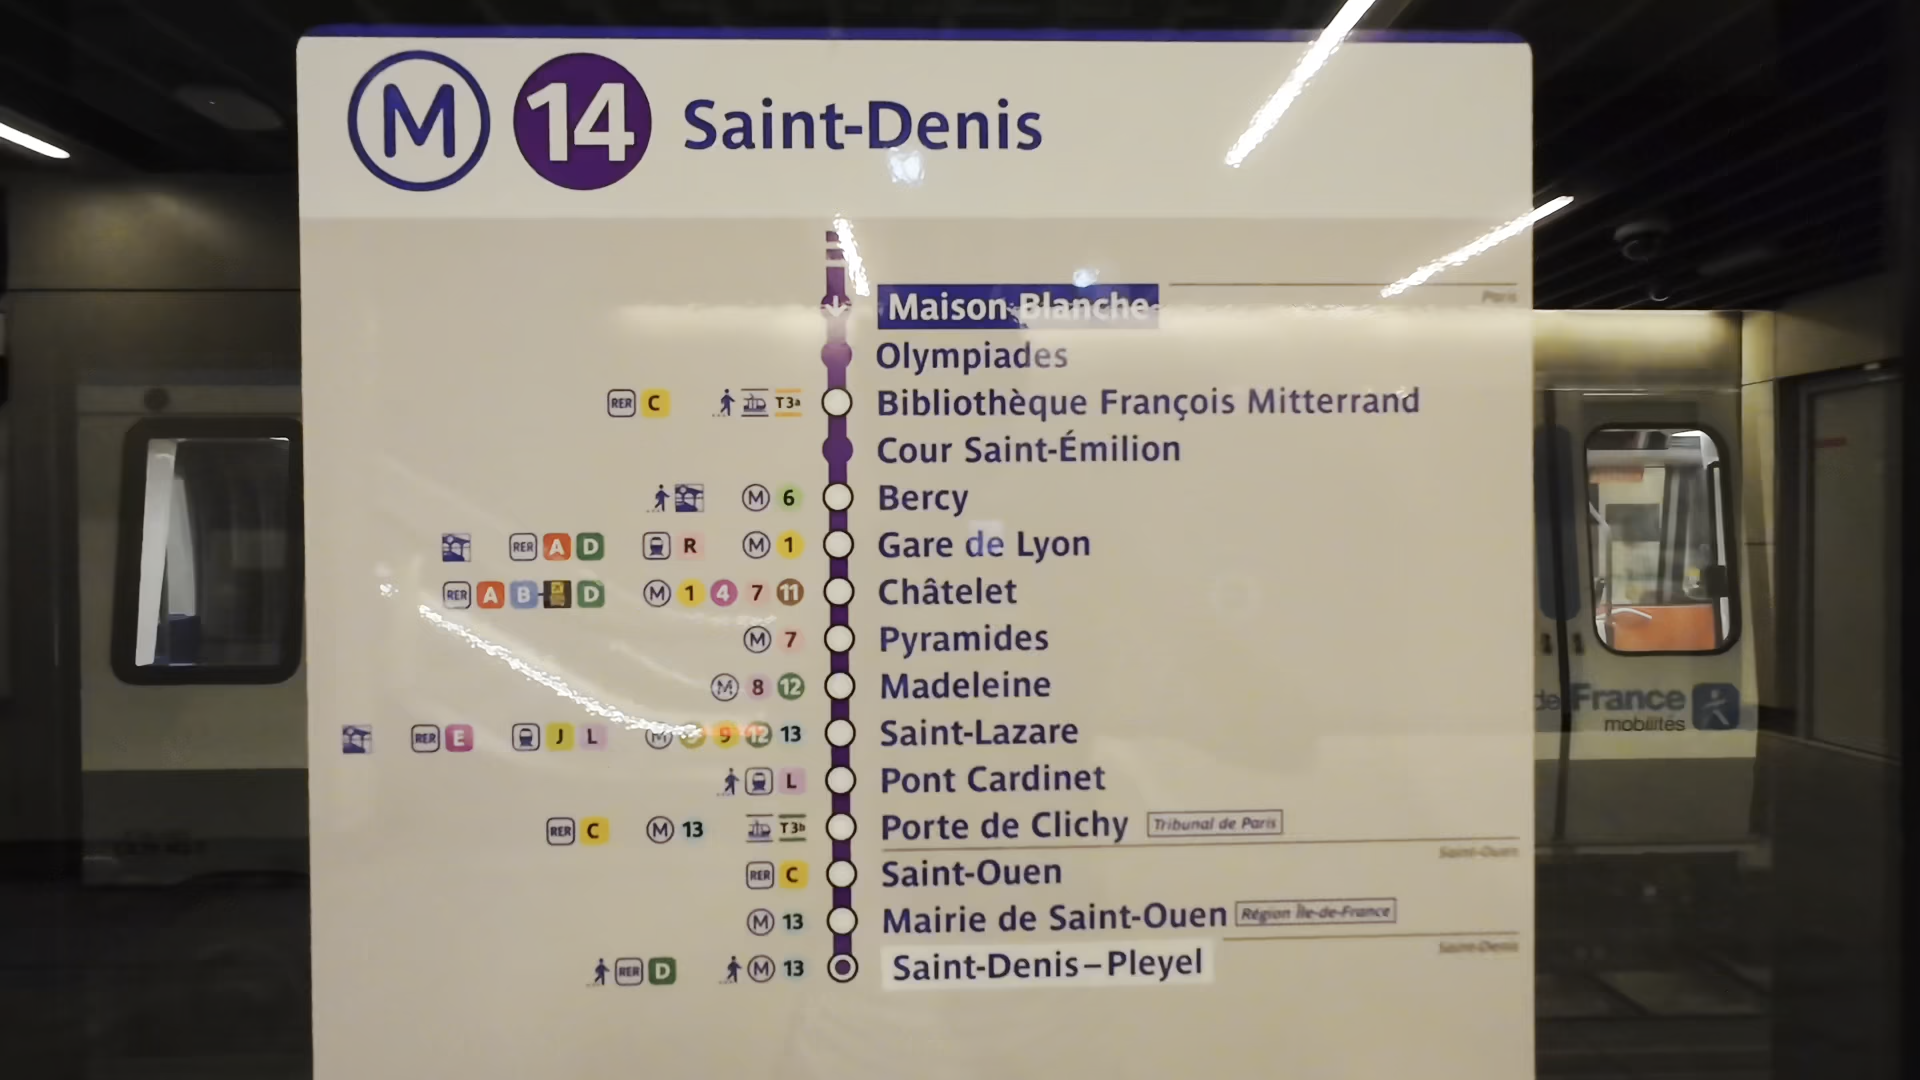 M 14 Saint-Denis
Maison Blanche
Paris
Olympiades
RER C T3a Bibliothèque François Mitterrand
Cour Saint-Émilion
M 6 Bercy
RER A D R M 1 Gare de Lyon
RER A B D M 1 4 7 11 Châtelet
M 7 Pyramides
M 8 12 Madeleine
RER E J L M 9 12 13 Saint-Lazare
L Pont Cardinet
RER C M 13 T3b Porte de Clichy Tribunal de Paris
Saint-Ouen
RER C Saint-Ouen
M 13 Mairie de Saint-Ouen Région Île-de-France
Saint-Denis
RER D M 13 Saint-Denis–Pleyel
de France
mobilités